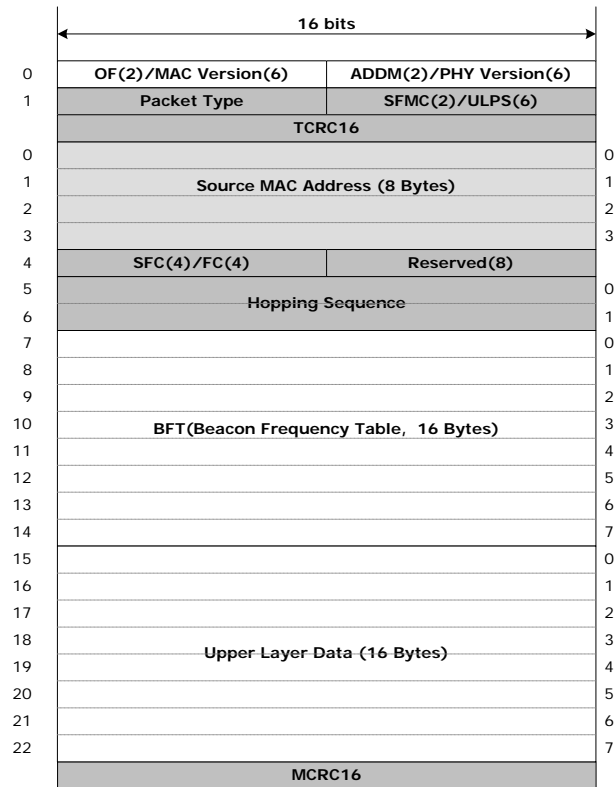 16 bits
0 OF(2)/MAC Version(6) ADDM(2)/PHY Version(6)
1 Packet Type SFMC(2)/ULPS(6)
TCRC16
0 0
1 Source MAC Address (8 Bytes) 1
2 2
3 3
4 SFC(4)/FC(4) Reserved(8)
5 Hopping Sequence 0
6 1
7 0
8 1
9 2
10 BFT(Beacon Frequency Table, 16 Bytes) 3
11 4
12 5
13 6
14 7
15 0
16 1
17 2
18 Upper Layer Data (16 Bytes) 3
19 4
20 5
21 6
22 7
MCRC16